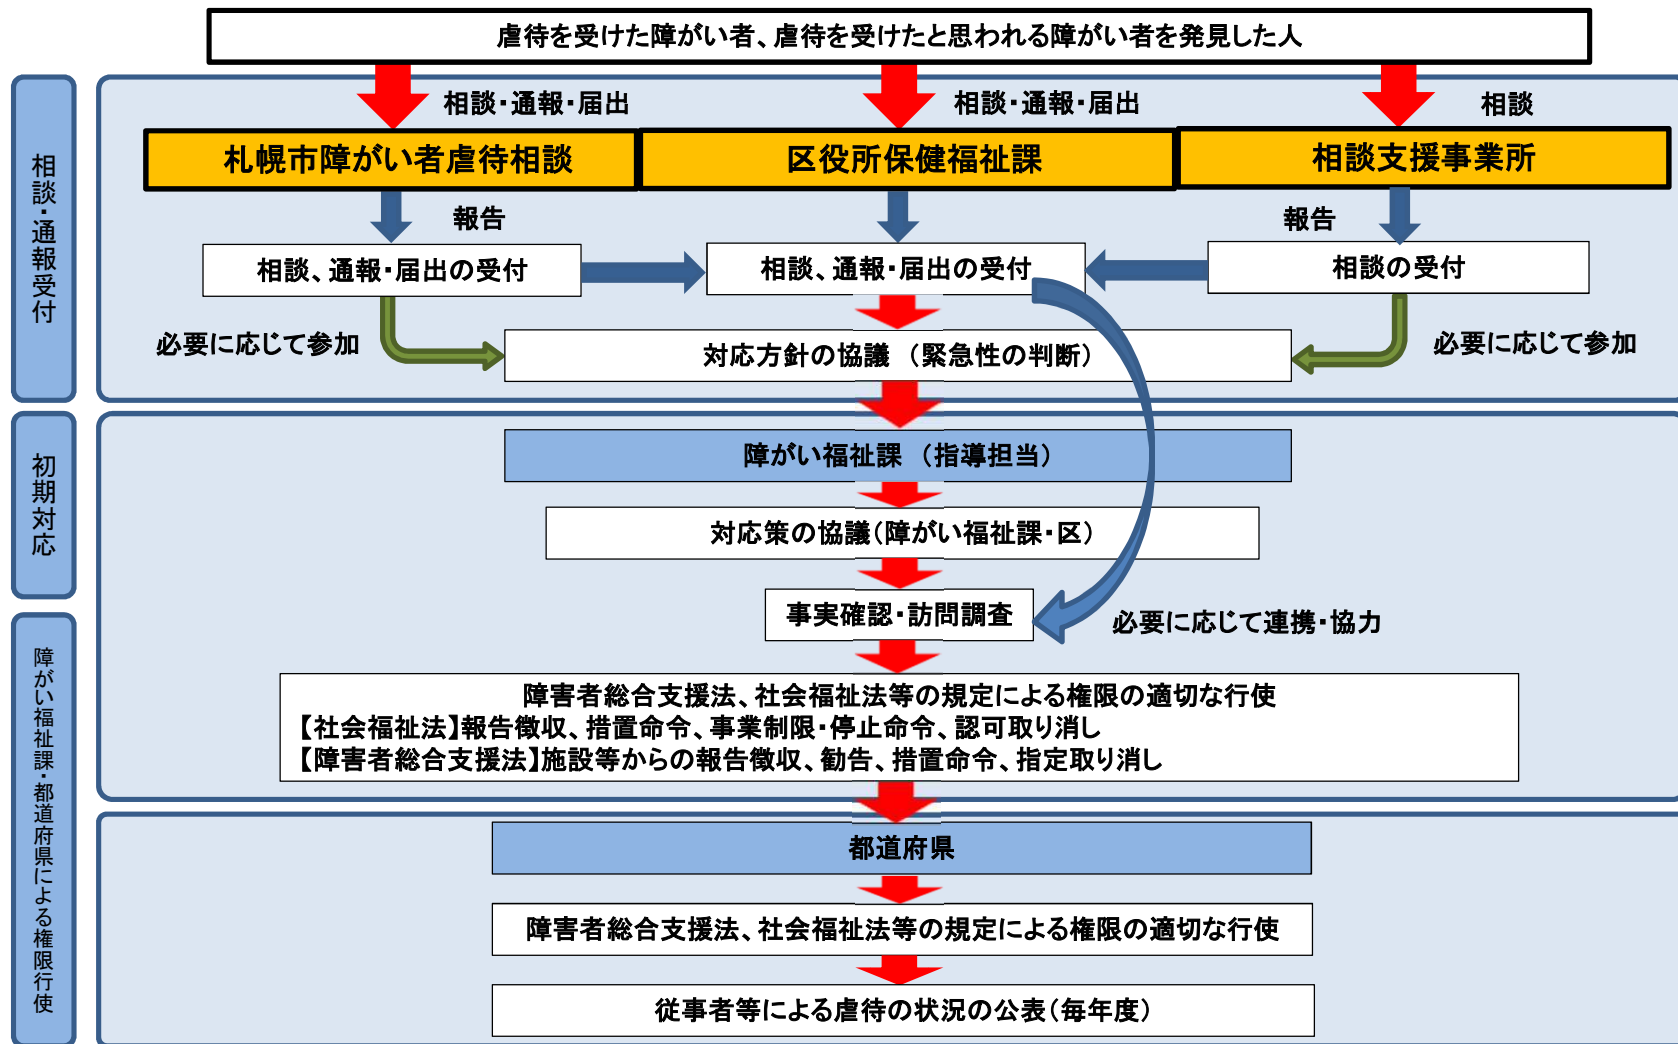 虐待を受けた障がい者、虐待を受けたと思われる障がい者を発見した人
相談・通報受付
相談・通報・届出
相談・通報・届出
相談
札幌市障がい者虐待相談
区役所保健福祉課
相談支援事業所
報告
報告
相談、通報・届出の受付
相談、通報・届出の受付
相談の受付
必要に応じて参加
対応方針の協議 （緊急性の判断）
必要に応じて参加
初期対応
障がい福祉課 （指導担当）
対応策の協議（障がい福祉課・区）
事実確認・訪問調査
必要に応じて連携・協力
障がい福祉課・都道府県による権限行使
障害者総合支援法、社会福祉法等の規定による権限の適切な行使
【社会福祉法】報告徴収、措置命令、事業制限・停止命令、認可取り消し
【障害者総合支援法】施設等からの報告徴収、勧告、措置命令、指定取り消し
都道府県
障害者総合支援法、社会福祉法等の規定による権限の適切な行使
従事者等による虐待の状況の公表（毎年度）